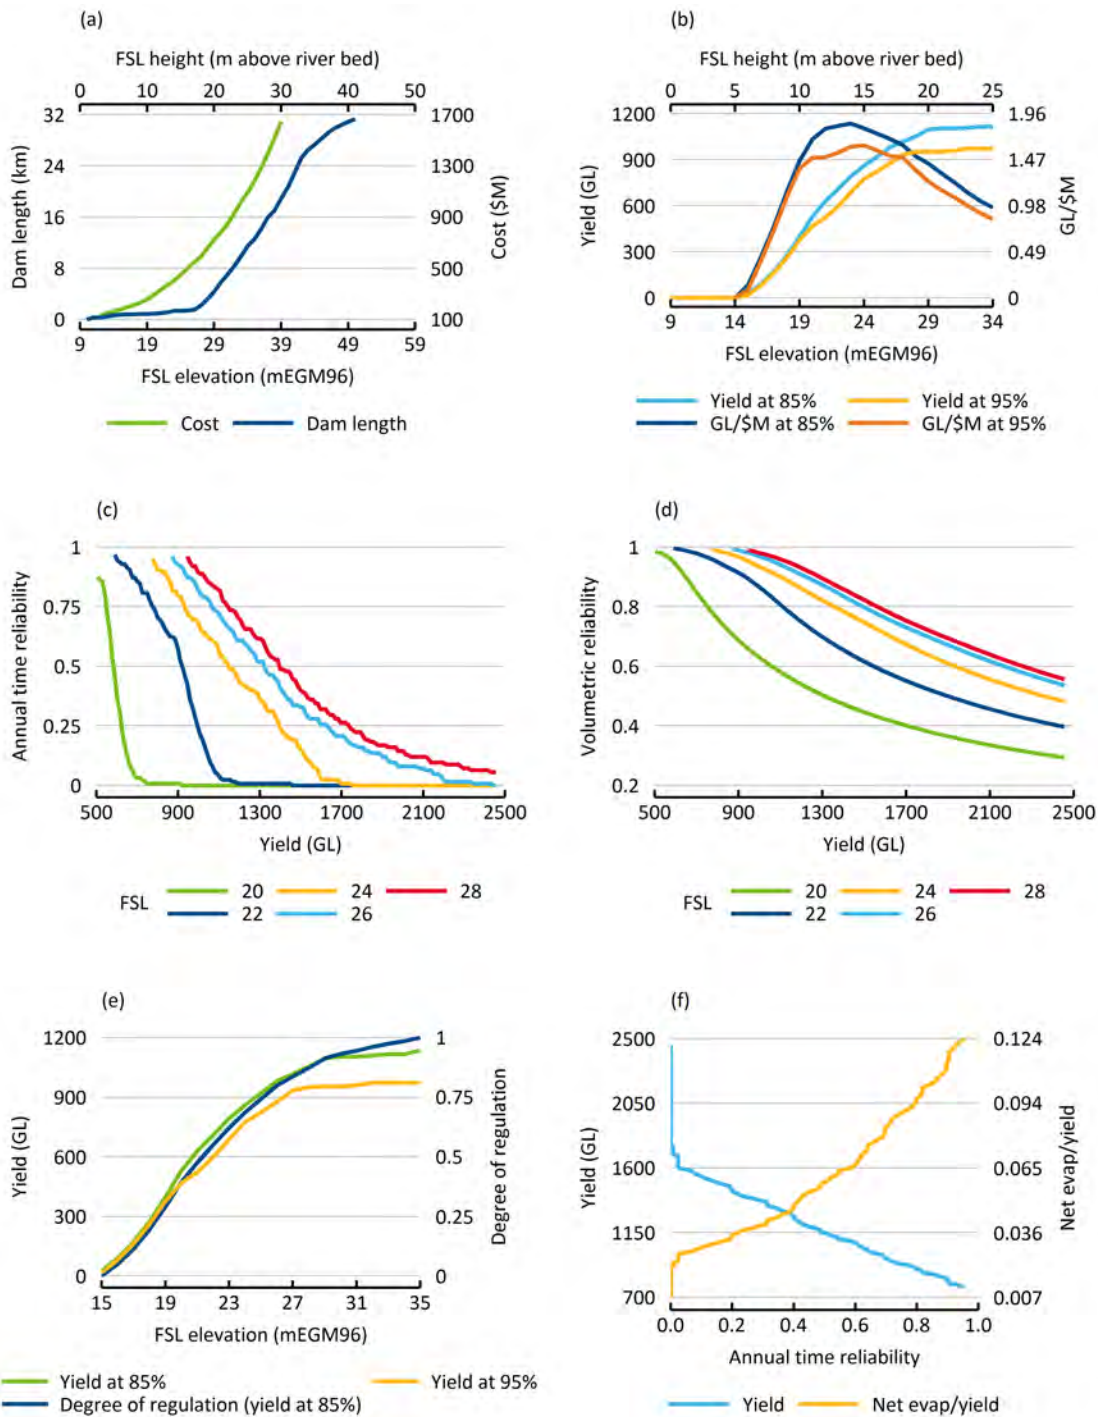 (a)
FSL height (m above river bed)
0 10 20 30 40 50
32 1700
24 1300
16 900
8 500
0 100
Dam length (km)
Cost ($M)
9 19 29 39 49 59
FSL elevation (mEGM96)
Cost Dam length
(b)
FSL height (m above river bed)
0 5 10 15 20 25
1200 1.96
900 1.47
600 0.98
300 0.49
0 0
Yield (GL)
GL/$M
9 14 19 24 29 34
FSL elevation (mEGM96)
Yield at 85% Yield at 95%
GL/$M at 85% GL/$M at 95%
(c)
1
0.75
0.5
0.25
0
Annual time reliability
500 900 1300 1700 2100 2500
Yield (GL)
FSL
20 24 28
22 26
(d)
1
0.8
0.6
0.4
0.2
Volumetric reliability
500 900 1300 1700 2100 2500
Yield (GL)
FSL
20 24 28
22 26
(e)
1200 1
900 0.75
600 0.5
300 0.25
0 0
Yield (GL)
Degree of regulation
15 19 23 27 31 35
FSL elevation (mEGM96)
Yield at 85% Yield at 95%
Degree of regulation (yield at 85%)
(f)
2500 0.124
2050 0.094
1600 0.065
1150 0.036
700 0.007
Yield (GL)
Net evap/yield
0.0 0.2 0.4 0.6 0.8 1.0
Annual time reliability
Yield Net evap/yield